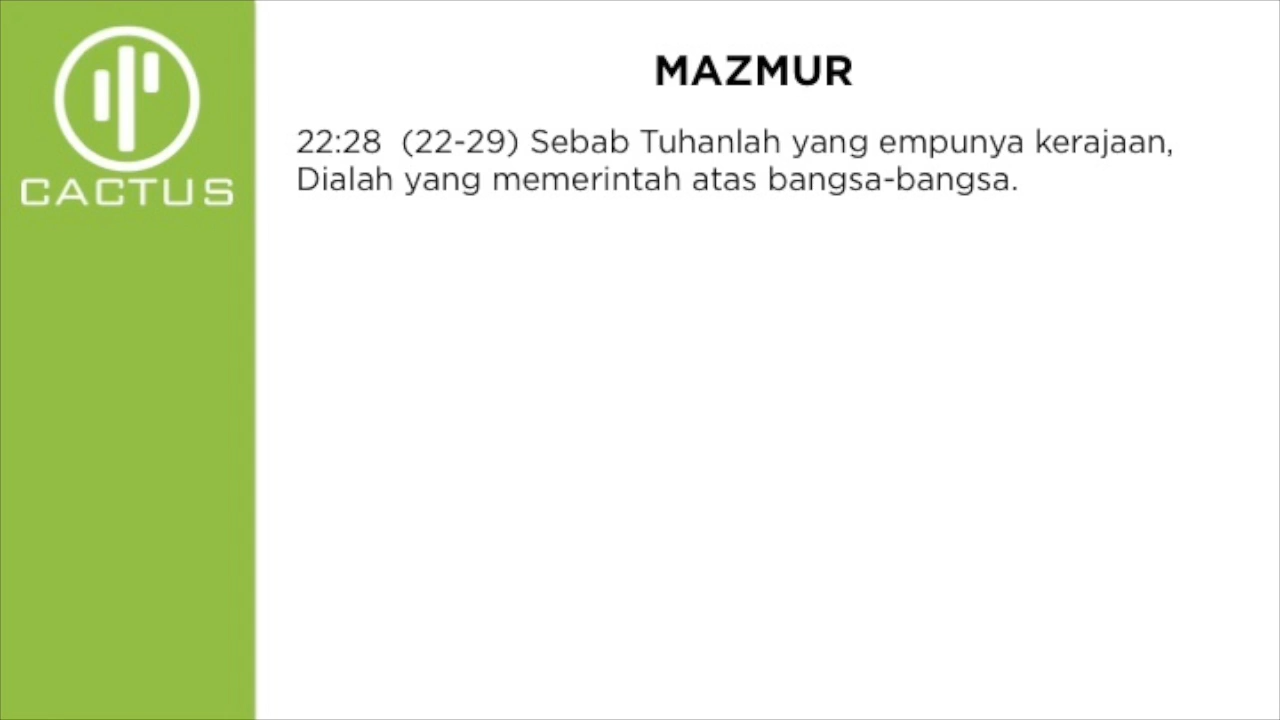 CACTUS
MAZMUR
22:28 (22-29) Sebab Tuhanlah yang empunya kerajaan,
Dialah yang memerintah atas bangsa-bangsa.